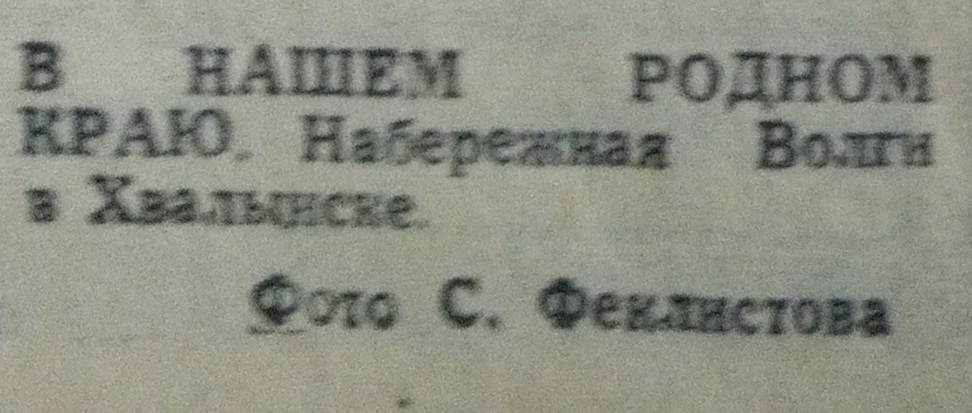 В НАШЕМ РОДНОМ
КРАЮ. Набережная Волги
в Хвалынске.
Фото С. Феклистова